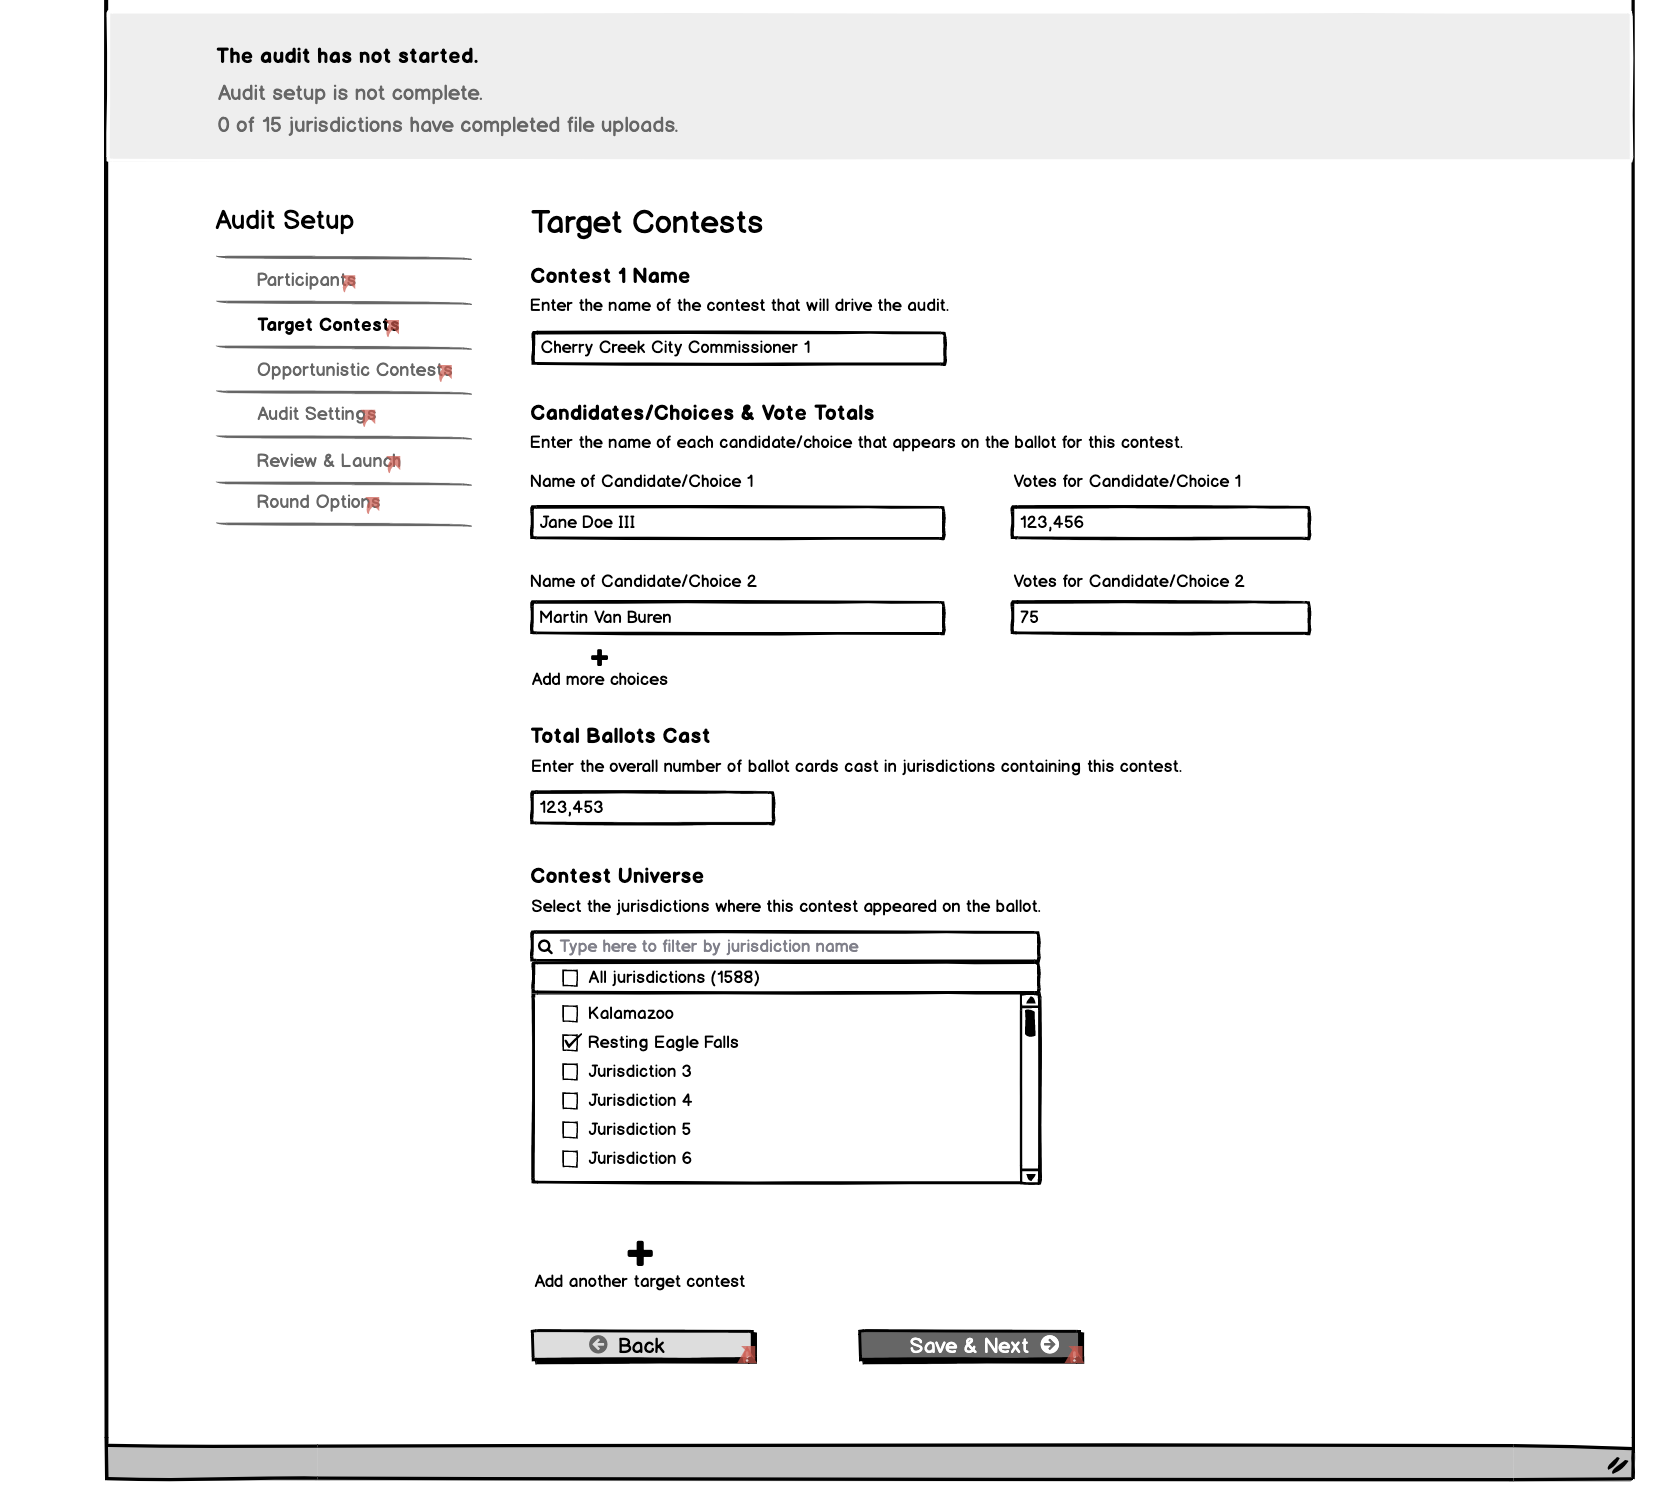 The audit has not started.
Audit setup is not complete.
0 of 15 jurisdictions have completed file uploads.
Audit Setup
Participants
Target Contests
Opportunistic Contests
Audit Settings
Review & Launch
Round Options
Target Contests
Contest 1 Name
Enter the name of the contest that will drive the audit.
Cherry Creek City Commissioner 1
Candidates/Choices & Vote Totals
Enter the name of each candidate/choice that appears on the ballot for this contest.
Name of Candidate/Choice 1 Votes for Candidate/Choice 1
Jane Doe III 123,456
Name of Candidate/Choice 2 Votes for Candidate/Choice 2
Martin Van Buren 75
Add more choices
Total Ballots Cast
Enter the overall number of ballot cards cast in jurisdictions containing this contest.
123,453
Contest Universe
Select the jurisdictions where this contest appeared on the ballot.
Type here to filter by jurisdiction name
All jurisdictions (1588)
Kalamazoo
Resting Eagle Falls
Jurisdiction 3
Jurisdiction 4
Jurisdiction 5
Jurisdiction 6
Add another target contest
Back Save & Next